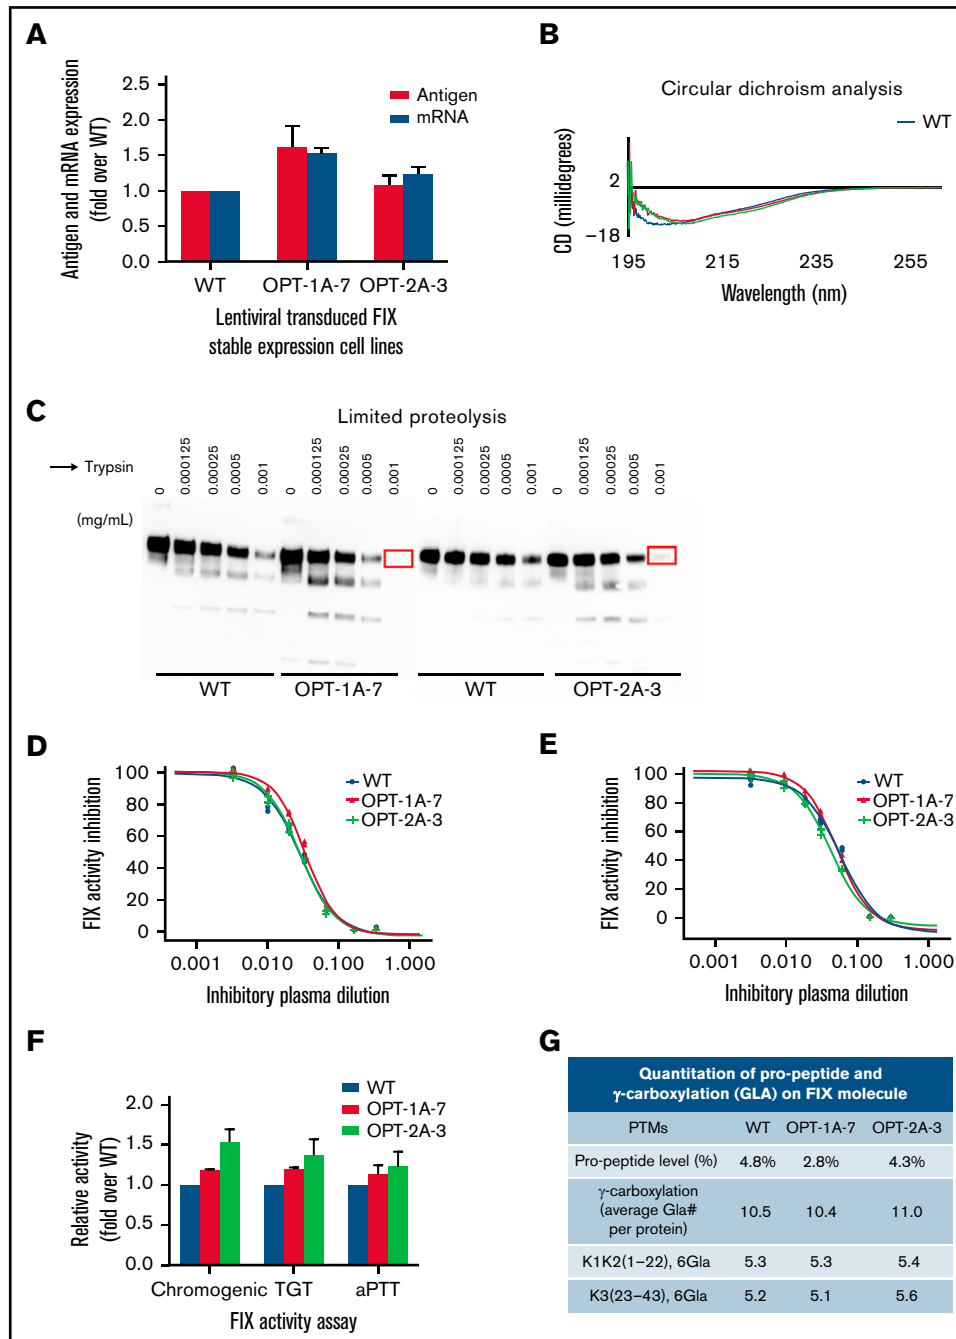 A
Antigen and mRNA expression
(fold over WT)
2.5
2.0
1.5
1.0
0.5
0.0
Antigen
mRNA
WT
OPT-1A-7
OPT-2A-3
Lentiviral transduced FIX
stable expression cell lines
B
Circular dichroism analysis
WT
CD (millidegrees)
2
−18
195
215
235
255
Wavelength (nm)
C
Limited proteolysis
Trypsin
(mg/mL)
0
0.000125
0.00025
0.0005
0.001
0
0.000125
0.00025
0.0005
0.001
0
0.000125
0.00025
0.0005
0.001
0
0.000125
0.00025
0.0005
0.001
WT
OPT-1A-7
WT
OPT-2A-3
D
FIX activity inhibition
100
80
60
40
20
0
WT
OPT-1A-7
OPT-2A-3
0.001
0.010
0.100
1.000
Inhibitory plasma dilution
E
FIX activity inhibition
100
80
60
40
20
0
WT
OPT-1A-7
OPT-2A-3
0.001
0.010
0.100
1.000
Inhibitory plasma dilution
F
Relative activity
(fold over WT)
2.0
1.5
1.0
0.5
0.0
WT
OPT-1A-7
OPT-2A-3
Chromogenic
TGT
aPTT
FIX activity assay
G
Quantitation of pro-peptide and
γ-carboxylation (GLA) on FIX molecule
PTMs WT OPT-1A-7 OPT-2A-3
Pro-peptide level (%) 4.8% 2.8% 4.3%
γ-carboxylation
(average Gla#
per protein)
10.5 10.4 11.0
K1K2(1–22), 6Gla 5.3 5.3 5.4
K3(23–43), 6Gla 5.2 5.1 5.6